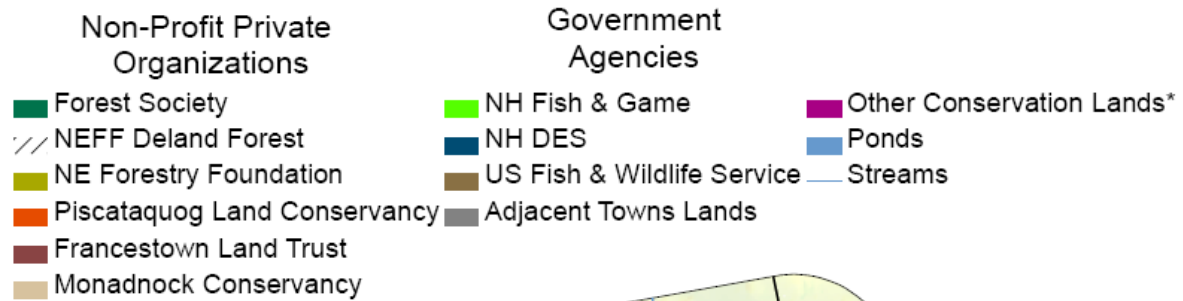 Non-Profit Private
Organizations
Forest Society
NEFF Deland Forest
NE Forestry Foundation
Piscataquog Land Conservancy
Francestown Land Trust
Monadnock Conservancy
Government
Agencies
NH Fish & Game
NH DES
US Fish & Wildlife Service
Adjacent Towns Lands
Other Conservation Lands*
Ponds
Streams